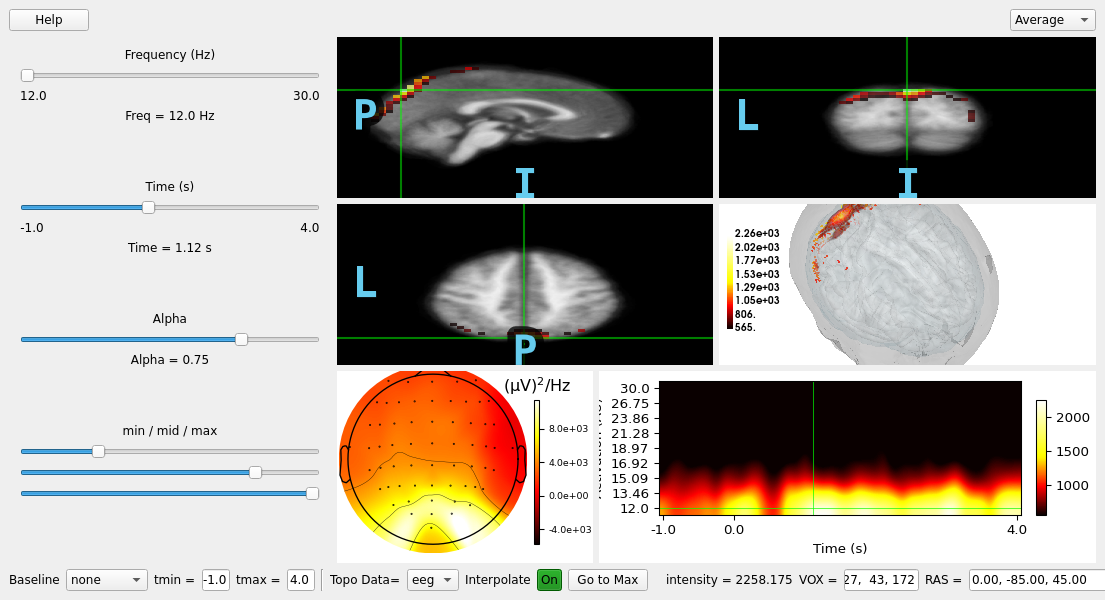 Help
Average
Frequency (Hz)
12.0 30.0
Freq = 12.0 Hz
Time (s)
-1.0 4.0
Time = 1.12 s
Alpha
Alpha = 0.75
min / mid / max
P
I
L
I
L
P
2.26e+03
2.02e+03
1.77e+03
1.53e+03
1.29e+03
1.05e+03
806.
565.
(μV)²/Hz
8.0e+03
4.0e+03
0.0e+00
-4.0e+03
30.0
26.75
23.86
21.28
18.97
16.92
15.09
13.46
12.0
-1.0 0.0 4.0
Time (s)
2000
1500
1000
Baseline none tmin = -1.0 tmax = 4.0 Topo Data= eeg Interpolate On Go to Max intensity = 2258.175 VOX = 27, 43, 172 RAS = 0.00, -85.00, 45.00